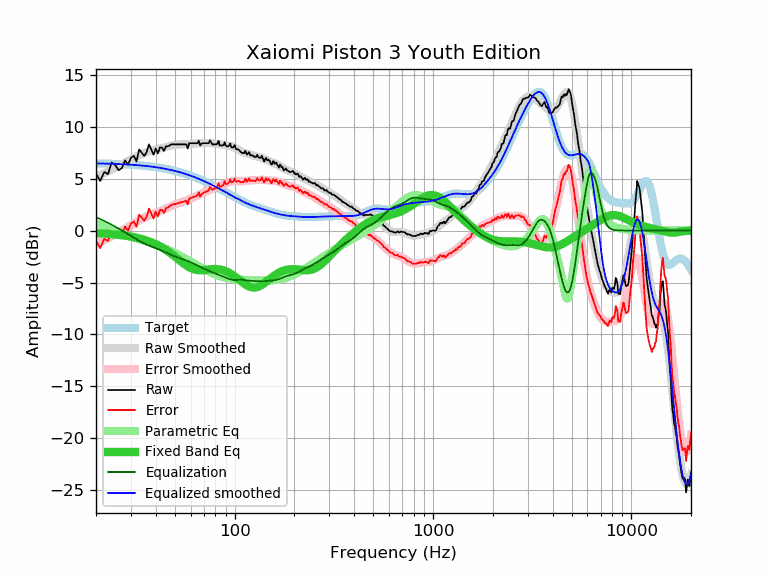 Xaiomi Piston 3 Youth Edition
15
10
5
0
−5
−10
−15
−20
−25
Amplitude (dBr)
Target
Raw Smoothed
Error Smoothed
Raw
Error
Parametric Eq
Fixed Band Eq
Equalization
Equalized smoothed
100
1000
10000
Frequency (Hz)